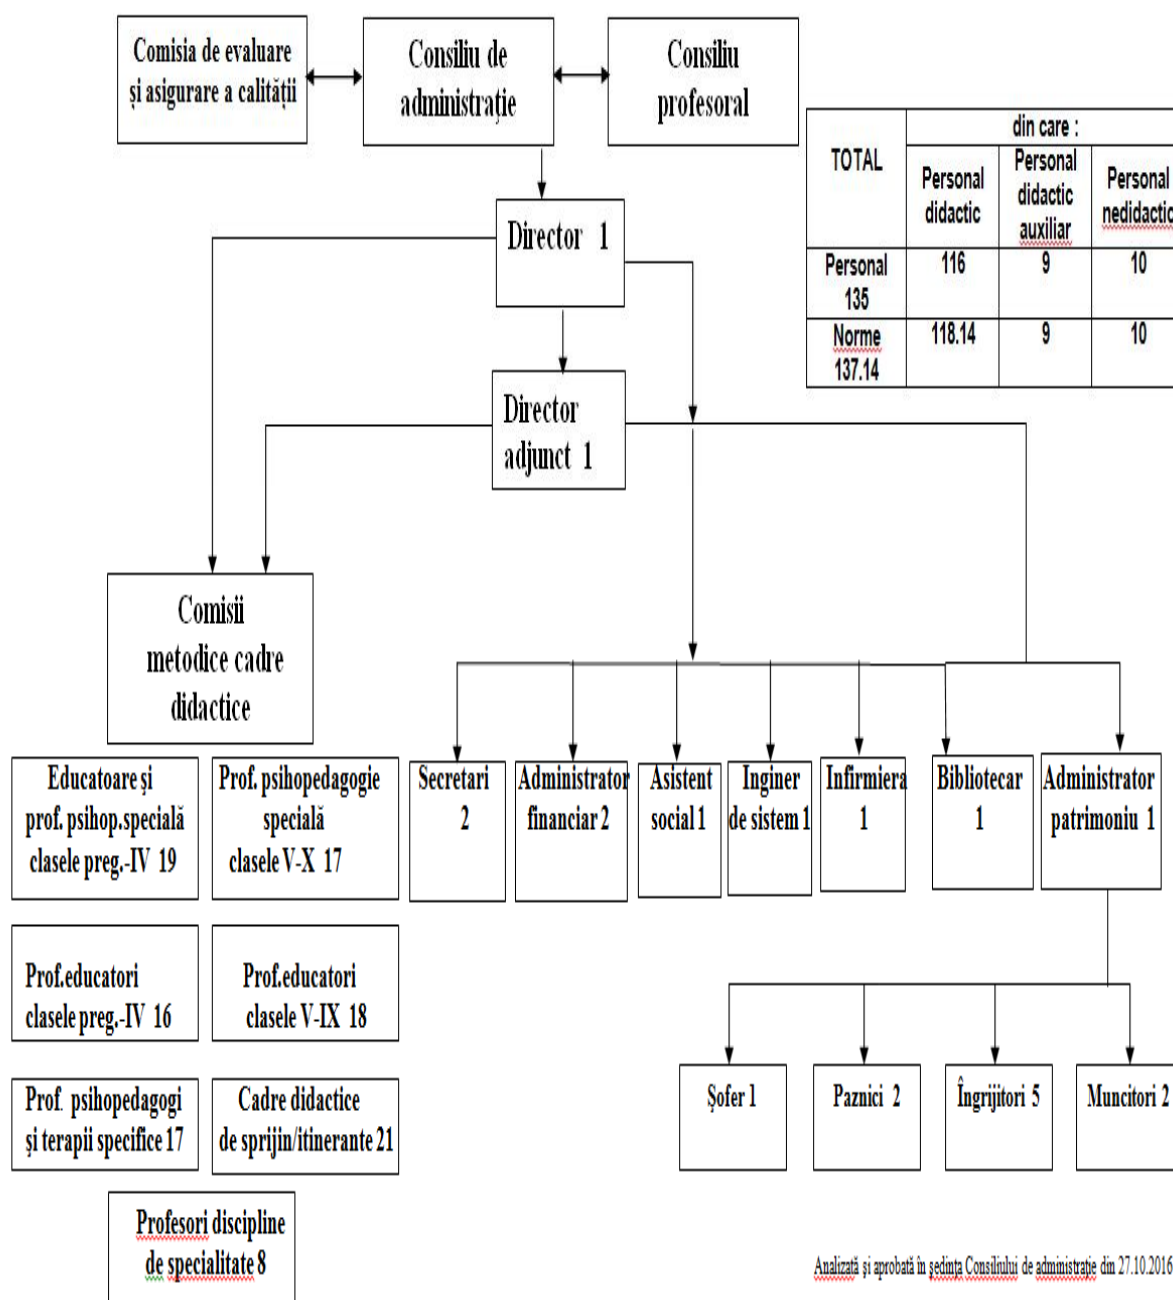 Comisia de evaluare
și asigurare a calității
Consiliu de
administrație
Consiliu
profesoral
TOTAL
din care :
Personal
didactic
Personal
didactic
auxiliar
Personal
nedidactic
Personal
135
116
9
10
Norme
137.14
118.14
9
10
Director 1
Director
adjunct 1
Comisii
metodice cadre
didactice
Educatoare și
prof. psihop.specială
clasele preg.-IV 19
Prof. psihopedagogie
specială
clasele V-X 17
Secretari
2
Administrator
financiar 2
Asistent
social 1
Inginer
de sistem 1
Infirmiera
1
Bibliotecar
1
Administrator
patrimoniu 1
Prof.educatori
clasele preg.-IV 16
Prof.educatori
clasele V-IX 18
Prof. psihopedagogi
și terapii specifice 17
Cadre didactice
de sprijin/itinerante 21
Șofer 1
Paznici 2
Îngrijitori 5
Muncitori 2
Profesori discipline
de specialitate 8
Analizată și aprobată în ședința Consiliului de administrație din 27.10.2016